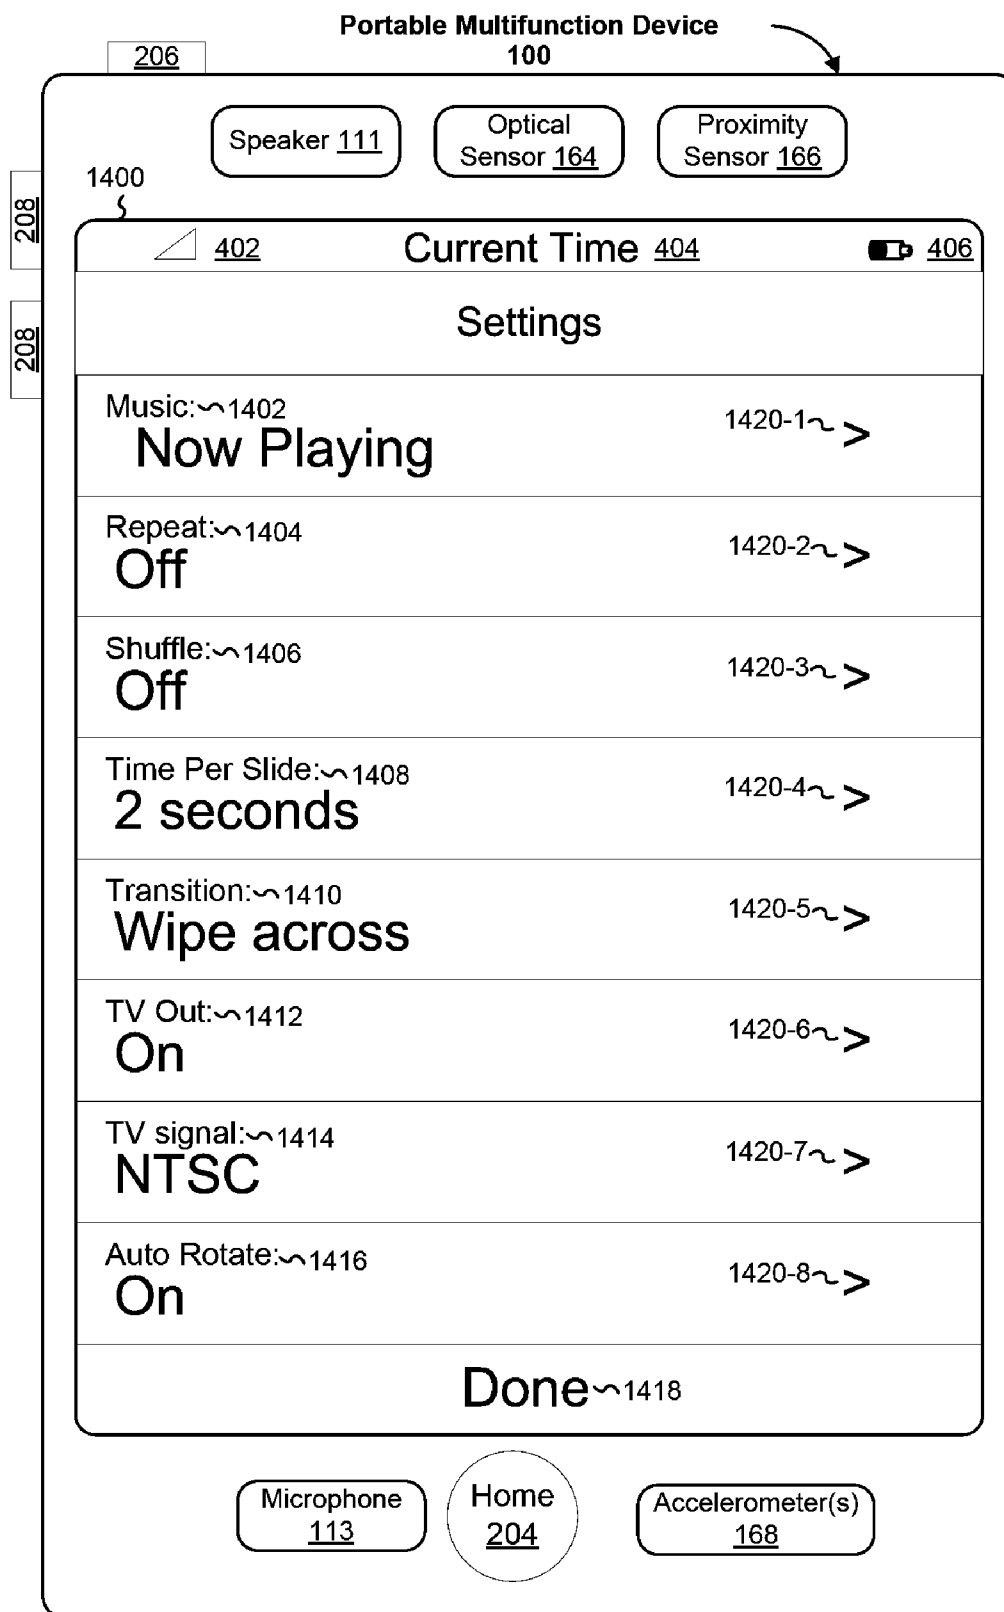 Portable Multifunction Device
100
206
Speaker 111
Optical
Sensor 164
Proximity
Sensor 166
1400
208
208
402
Current Time 404
406
Settings
Music: 1402
Now Playing
1420-1 >
Repeat: 1404
Off
1420-2 >
Shuffle: 1406
Off
1420-3 >
Time Per Slide: 1408
2 seconds
1420-4 >
Transition: 1410
Wipe across
1420-5 >
TV Out: 1412
On
1420-6 >
TV signal: 1414
NTSC
1420-7 >
Auto Rotate: 1416
On
1420-8 >
Done 1418
Microphone
113
Home
204
Accelerometer(s)
168